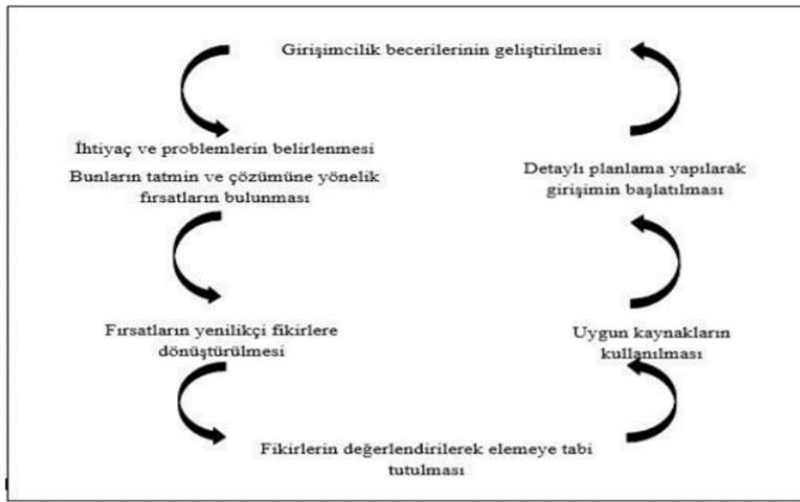 Girişimcilik becerilerinin geliştirilmesi
İhtiyaç ve problemlerin belirlenmesi
Bunların tatmin ve çözümüne yönelik
fırsatların bulunması
Fırsatların yenilikçi fikirlere
dönüştürülmesi
Fikirlerin değerlendirilerek elemeye tabi
tutulması
Uygun kaynakların
kullanılması
Detaylı planlama yapılarak
girişimin başlatılması